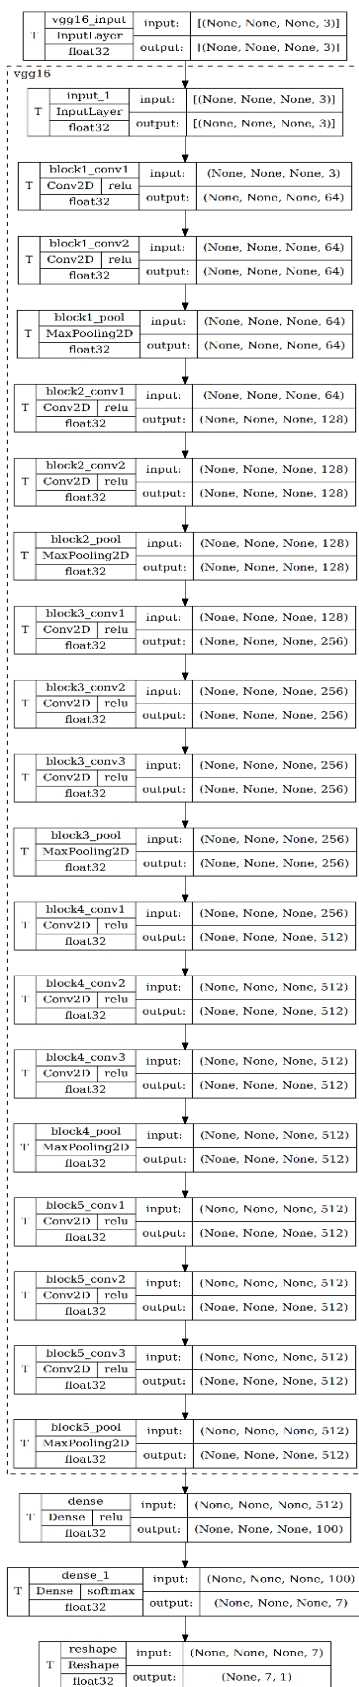 vgg16_input
T InputLayer input: [(None, None, None, 3)]
float32 output: [(None, None, None, 3)]
vgg16
input_1
T InputLayer input: [(None, None, None, 3)]
float32 output: [(None, None, None, 3)]
block1_conv1
T Conv2D relu input: (None, None, None, 3)
float32 output: (None, None, None, 64)
block1_conv2
T Conv2D relu input: (None, None, None, 64)
float32 output: (None, None, None, 64)
block1_pool
T MaxPooling2D input: (None, None, None, 64)
float32 output: (None, None, None, 64)
block2_conv1
T Conv2D relu input: (None, None, None, 64)
float32 output: (None, None, None, 128)
block2_conv2
T Conv2D relu input: (None, None, None, 128)
float32 output: (None, None, None, 128)
block2_pool
T MaxPooling2D input: (None, None, None, 128)
float32 output: (None, None, None, 128)
block3_conv1
T Conv2D relu input: (None, None, None, 128)
float32 output: (None, None, None, 256)
block3_conv2
T Conv2D relu input: (None, None, None, 256)
float32 output: (None, None, None, 256)
block3_conv3
T Conv2D relu input: (None, None, None, 256)
float32 output: (None, None, None, 256)
block3_pool
T MaxPooling2D input: (None, None, None, 256)
float32 output: (None, None, None, 256)
block4_conv1
T Conv2D relu input: (None, None, None, 256)
float32 output: (None, None, None, 512)
block4_conv2
T Conv2D relu input: (None, None, None, 512)
float32 output: (None, None, None, 512)
block4_conv3
T Conv2D relu input: (None, None, None, 512)
float32 output: (None, None, None, 512)
block4_pool
T MaxPooling2D input: (None, None, None, 512)
float32 output: (None, None, None, 512)
block5_conv1
T Conv2D relu input: (None, None, None, 512)
float32 output: (None, None, None, 512)
block5_conv2
T Conv2D relu input: (None, None, None, 512)
float32 output: (None, None, None, 512)
block5_conv3
T Conv2D relu input: (None, None, None, 512)
float32 output: (None, None, None, 512)
block5_pool
T MaxPooling2D input: (None, None, None, 512)
float32 output: (None, None, None, 512)
dense
T Dense relu input: (None, None, None, 512)
float32 output: (None, None, None, 100)
dense_1
T Dense softmax input: (None, None, None, 100)
float32 output: (None, None, None, 7)
reshape
T Reshape input: (None, None, None, 7)
float32 output: (None, 7, 1)